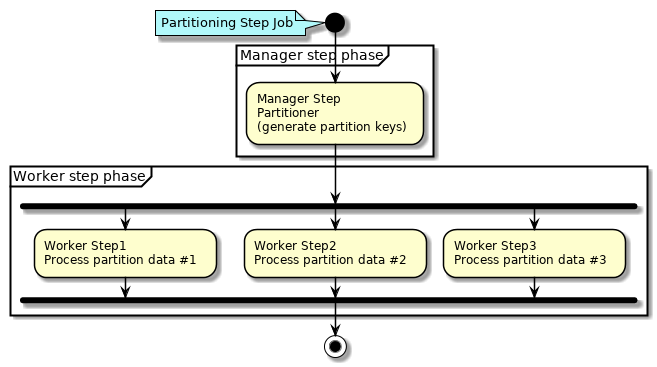 Partitioning Step Job
Manager step phase
Manager Step
Partitioner
(generate partition keys)
Worker step phase
Worker Step1
Process partition data #1
Worker Step2
Process partition data #2
Worker Step3
Process partition data #3